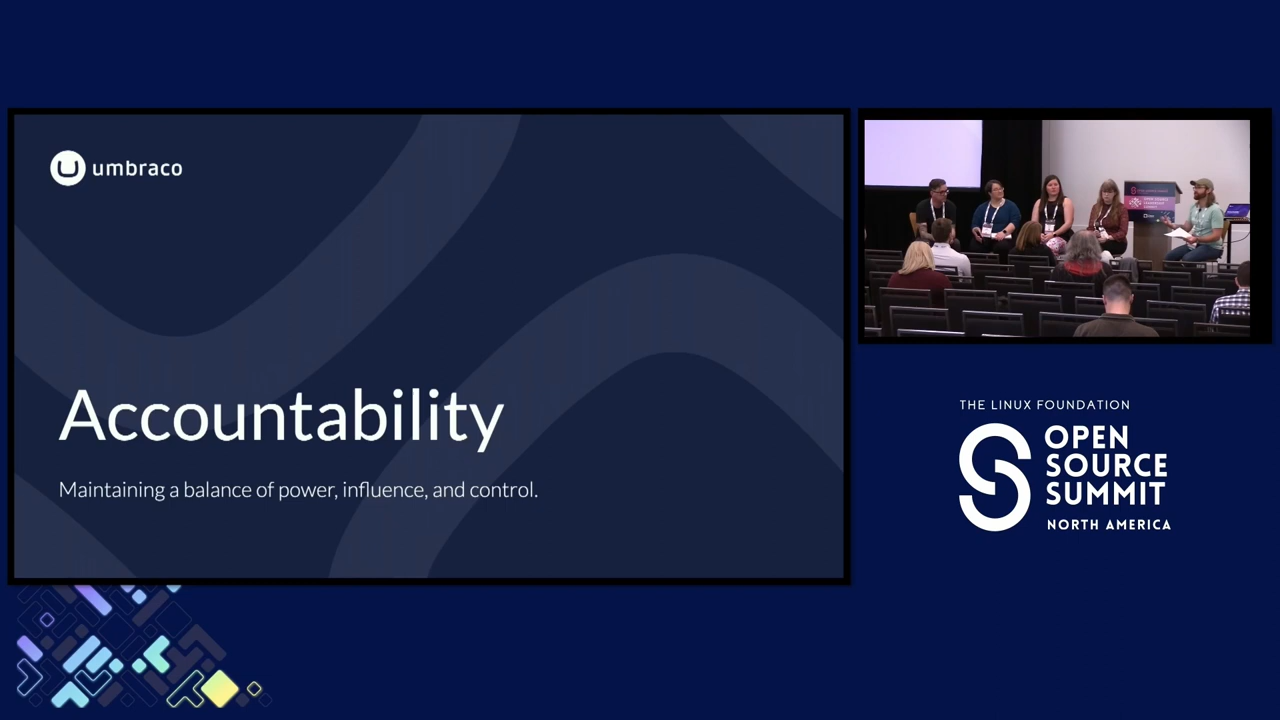 umbraco
Accountability
Maintaining a balance of power, influence, and control.
THE LINUX FOUNDATION
OPEN
SOURCE
SUMMIT
NORTH AMERICA